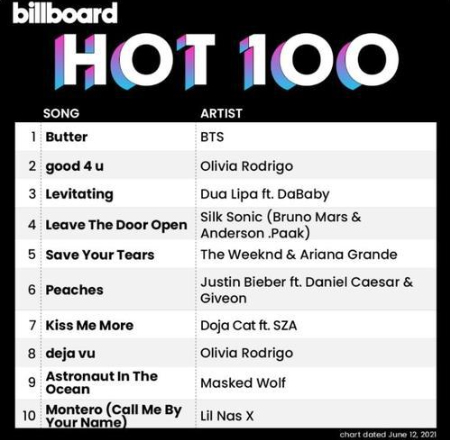 billboard
HOT 100
SONG ARTIST
1 Butter BTS
2 good 4 u Olivia Rodrigo
3 Levitating Dua Lipa ft. DaBaby
4 Leave The Door Open Silk Sonic (Bruno Mars &
Anderson .Paak)
5 Save Your Tears The Weeknd & Ariana Grande
6 Peaches Justin Bieber ft. Daniel Caesar &
Giveon
7 Kiss Me More Doja Cat ft. SZA
8 deja vu Olivia Rodrigo
9 Astronaut In The
Ocean Masked Wolf
10 Montero (Call Me By
Your Name) Lil Nas X
chart dated June 12, 2021